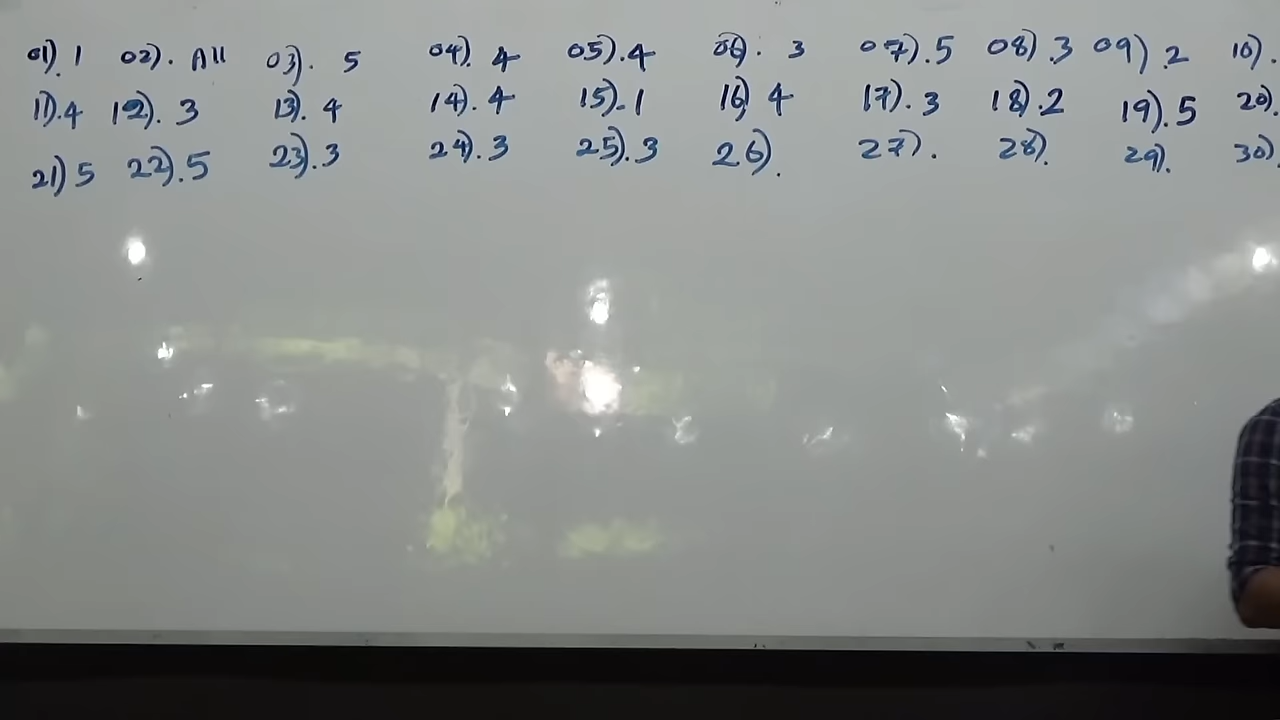 01). 1 02). All 03). 5 04). 4 05). 4 06). 3 07). 5 08). 3 09). 2 10).
11). 4 12). 3 13). 4 14). 4 15). 1 16) 4 17). 3 18). 2 19). 5 20).
21) 5 22). 5 23). 3 24). 3 25). 3 26). 27). 28). 29). 30).